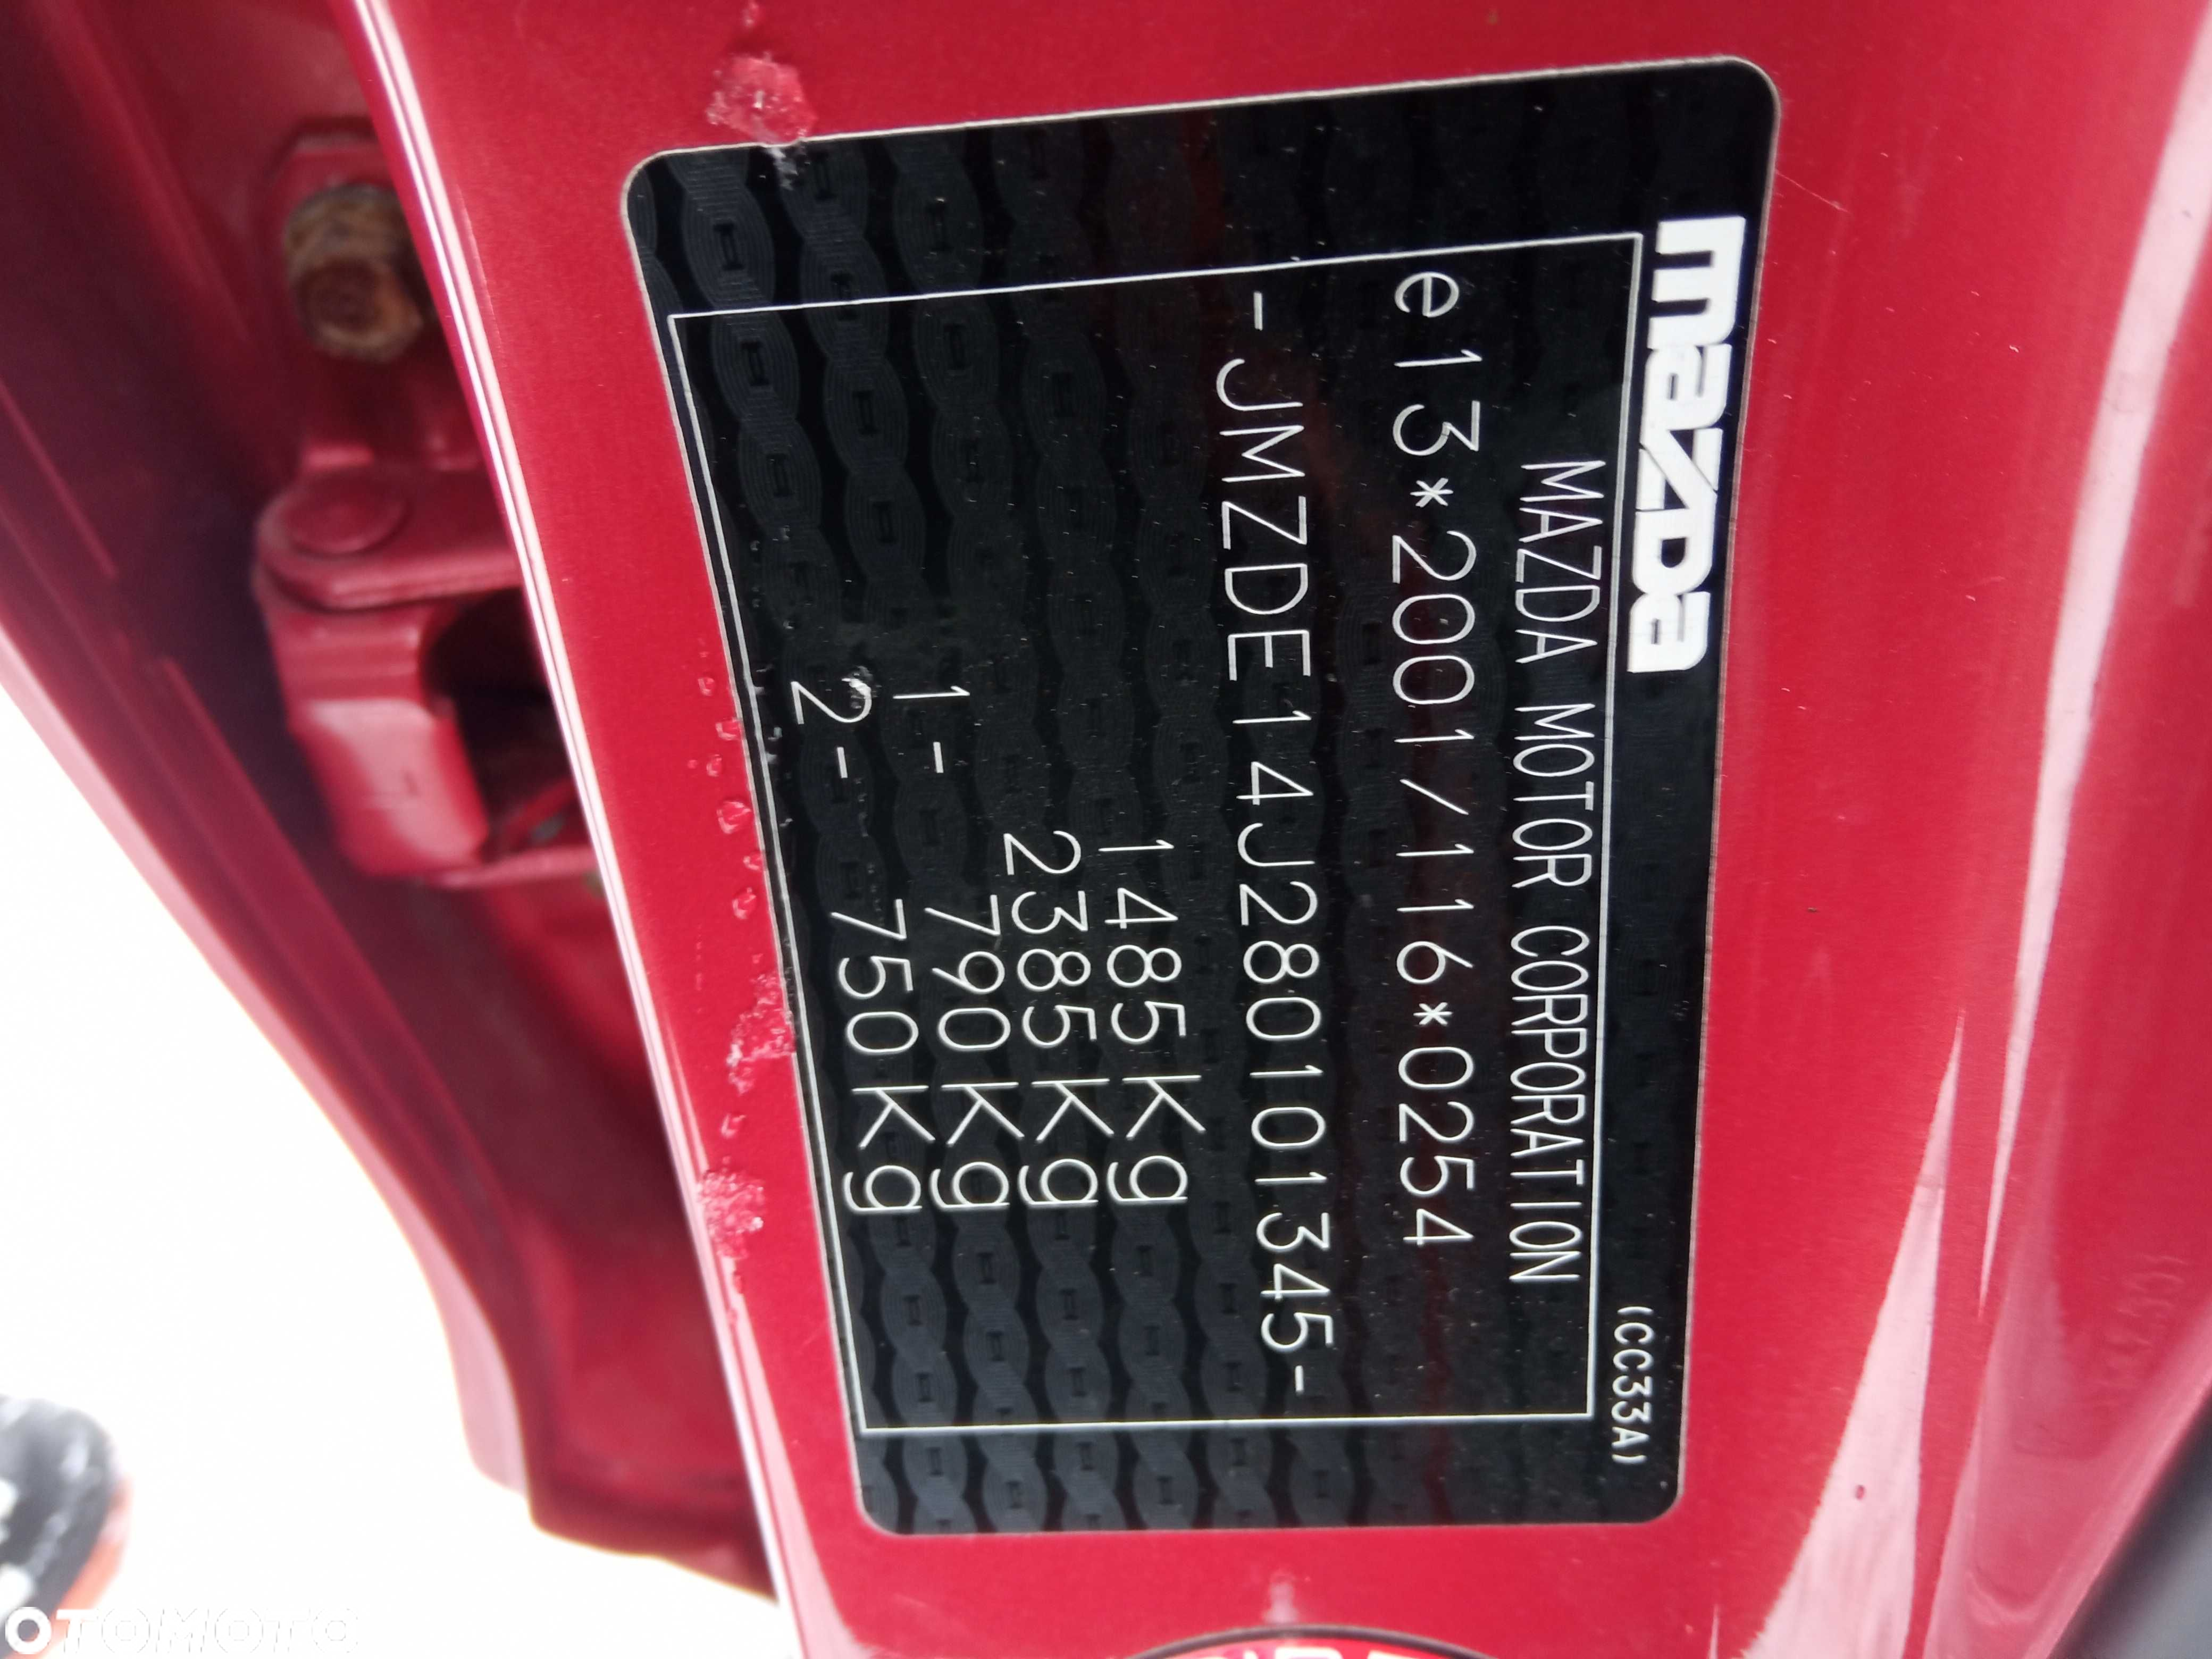 mazda
(CC33A)
MAZDA MOTOR CORPORATION
e13*2001/116*0254
-JMZDE14J280101345-
1485Kg
2385Kg
1- 790Kg
2- 750Kg
OTOMOTO